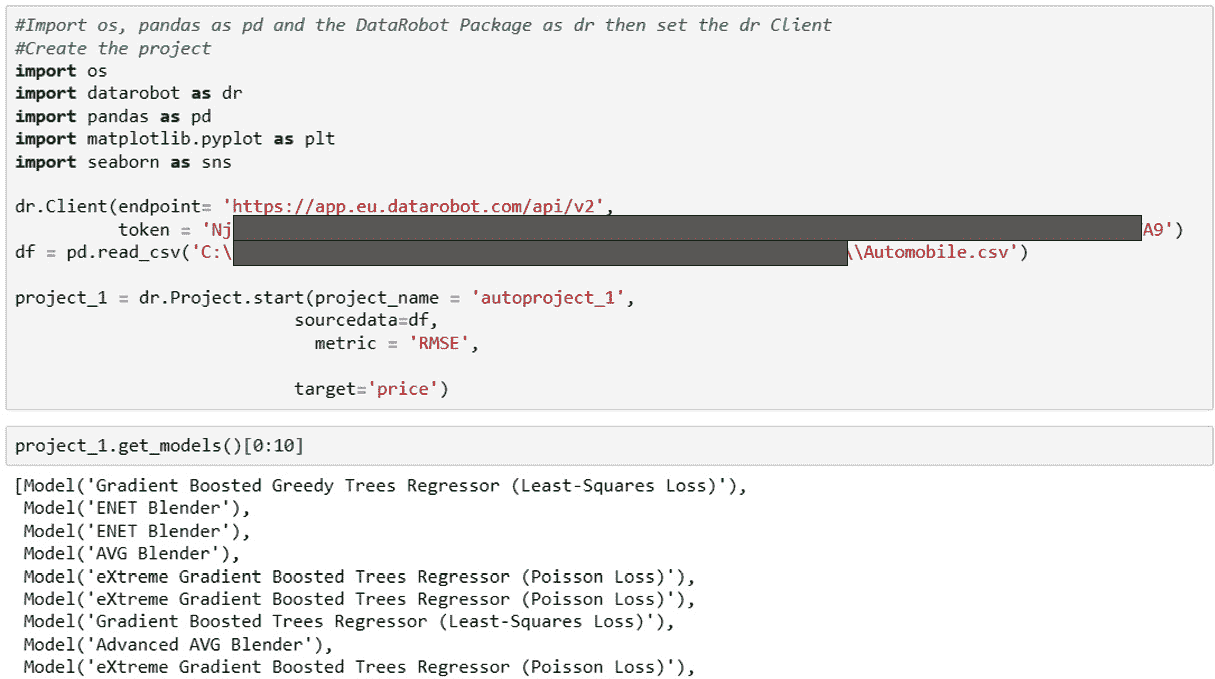 #Import os, pandas as pd and the DataRobot Package as dr then set the dr Client
#Create the project
import os
import datarobot as dr
import pandas as pd
import matplotlib.pyplot as plt
import seaborn as sns
dr.Client(endpoint= 'https://app.eu.datarobot.com/api/v2',
token = 'Nj A9')
df = pd.read_csv('C:\ \\Automobile.csv')
project_1 = dr.Project.start(project_name = 'autoproject_1',
sourcedata=df,
metric = 'RMSE',
target='price')
project_1.get_models()[0:10]
[Model('Gradient Boosted Greedy Trees Regressor (Least-Squares Loss)'),
Model('ENET Blender'),
Model('ENET Blender'),
Model('AVG Blender'),
Model('eXtreme Gradient Boosted Trees Regressor (Poisson Loss)'),
Model('eXtreme Gradient Boosted Trees Regressor (Poisson Loss)'),
Model('Gradient Boosted Trees Regressor (Least-Squares Loss)'),
Model('Advanced AVG Blender'),
Model('eXtreme Gradient Boosted Trees Regressor (Poisson Loss)'),